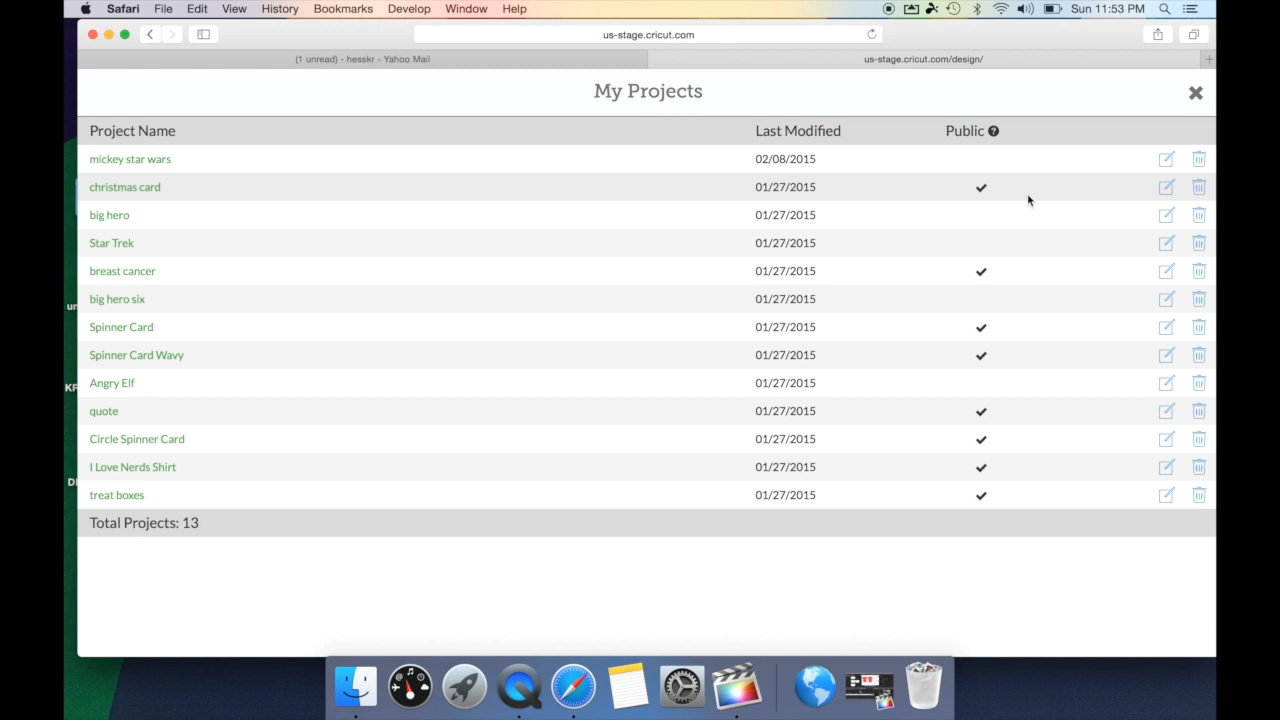 Safari File Edit View History Bookmarks Develop Window Help Sun 11:53 PM
us-stage.cricut.com
(1 unread) - hesskr - Yahoo Mail us-stage.cricut.com/design/
My Projects
Project Name Last Modified Public ?
mickey star wars 02/08/2015
christmas card 01/27/2015
big hero 01/27/2015
Star Trek 01/27/2015
breast cancer 01/27/2015
big hero six 01/27/2015
Spinner Card 01/27/2015
Spinner Card Wavy 01/27/2015
Angry Elf 01/27/2015
quote 01/27/2015
Circle Spinner Card 01/27/2015
I Love Nerds Shirt 01/27/2015
treat boxes 01/27/2015
Total Projects: 13